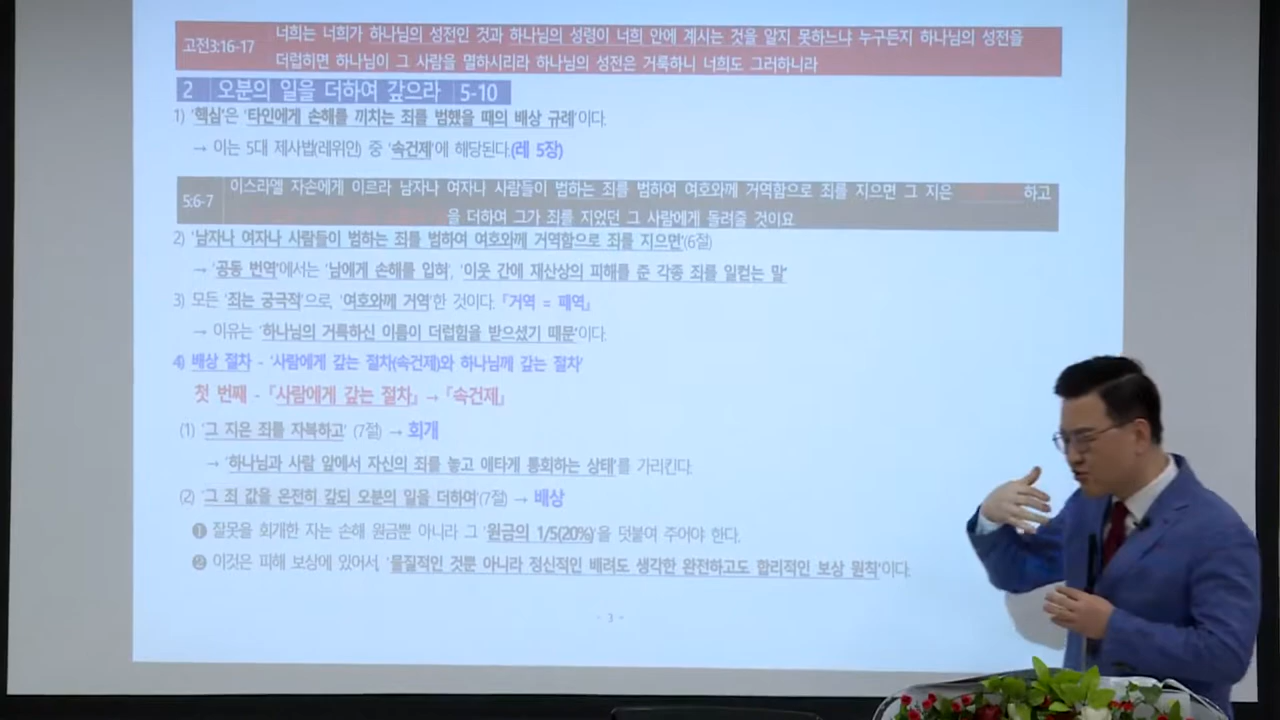 고전3:16-17
너희는 너희가 하나님의 성전인 것과 하나님의 성령이 너희 안에 계시는 것을 알지 못하느냐 누구든지 하나님의 성전을
더럽히면 하나님이 그 사람을 멸하시리라 하나님의 성전은 거룩하니 너희도 그러하니라
2 오분의 일을 더하여 갚으라 5-10
1) '핵심'은 '타인에게 손해를 끼치는 죄를 범했을 때의 배상 규례'이다.
→ 이는 5대 제사법(레위인) 중 '속건제'에 해당된다.(레 5장)
5:6-7
이스라엘 자손에게 이르라 남자나 여자나 사람들이 범하는 죄를 범하여 여호와께 거역함으로 죄를 지으면 그 지은 하고
을 더하여 그가 죄를 지었던 그 사람에게 돌려줄 것이요
2) '남자나 여자나 사람들이 범하는 죄를 범하여 여호와께 거역함으로 죄를 지으면'(6절)
→ '공동 번역'에서는 '남에게 손해를 입혀', '이웃 간에 재산상의 피해를 준 각종 죄를 일컫는 말'
3) 모든 '죄는 궁극적'으로, '여호와께 거역'한 것이다. 『거역 = 패역』
→ 이유는 '하나님의 거룩하신 이름이 더럽힘을 받으셨기 때문'이다.
4) 배상 절차 - '사람에게 갚는 절차(속건제)와 하나님께 갚는 절차'
첫 번째 - 『사람에게 갚는 절차』 → 『속건제』
(1) '그 지은 죄를 자복하고' (7절) → 회개
→ '하나님과 사람 앞에서 자신의 죄를 놓고 애타게 통회하는 상태'를 가리킨다.
(2) '그 죄 값을 온전히 갚되 오분의 일을 더하여'(7절) → 배상
❶ 잘못을 회개한 자는 손해 원금뿐 아니라 그 '원금의 1/5(20%)'을 덧붙여 주어야 한다.
❷ 이것은 피해 보상에 있어서, '물질적인 것뿐 아니라 정신적인 배려도 생각한 완전하고도 합리적인 보상 원칙'이다.
- 3 -